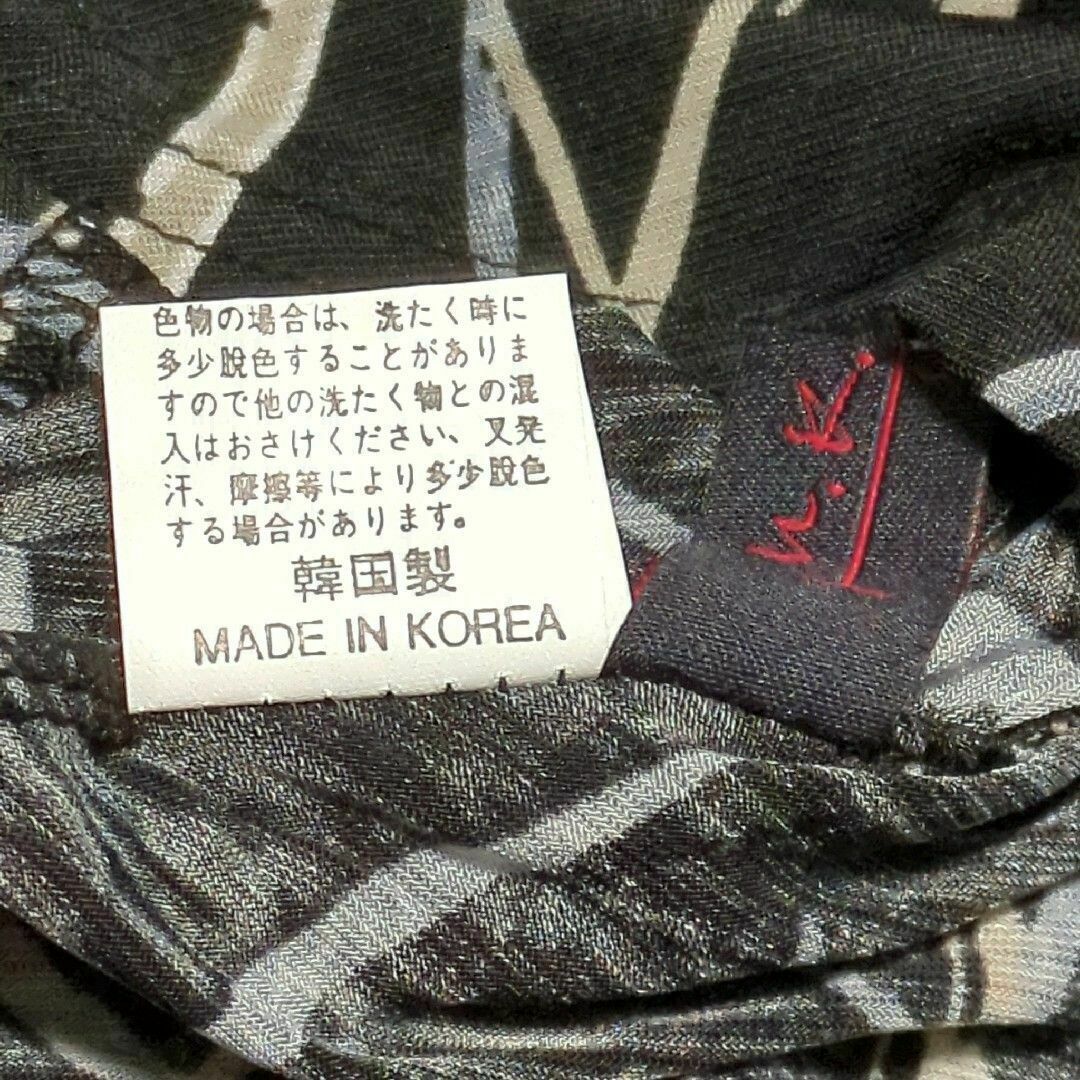 色物の場合は、洗たく時に
多少脱色することがありま
すので他の洗たく物との混
入はおさけください、又発
汗、摩擦等により多少脱色
する場合があります。
韓国製
MADE IN KOREA